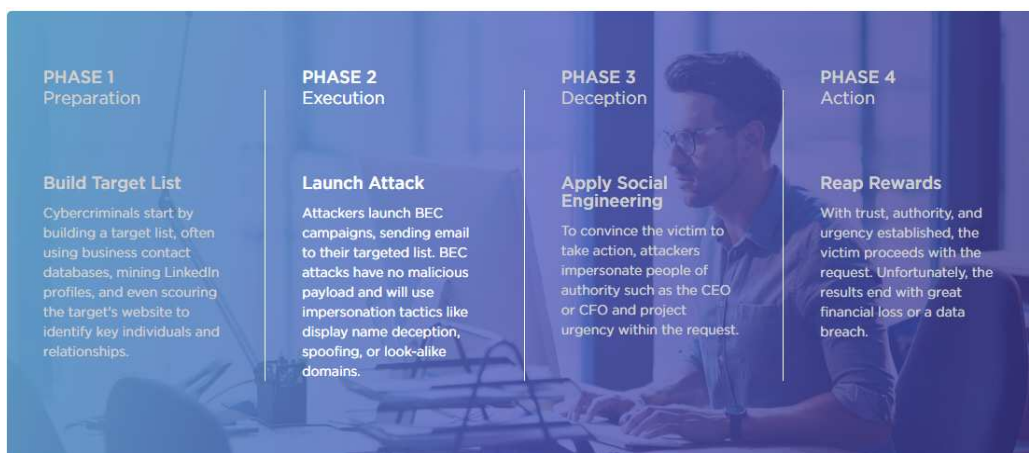 PHASE 1
Preparation
Build Target List
Cybercriminals start by
building a target list, often
using business contact
databases, mining LinkedIn
profiles, and even scouring
the target's website to
identify key individuals and
relationships.
PHASE 2
Execution
Launch Attack
Attackers launch BEC
campaigns, sending email
to their targeted list. BEC
attacks have no malicious
payload and will use
impersonation tactics like
display name deception,
spoofing, or look-alike
domains.
PHASE 3
Deception
Apply Social
Engineering
To convince the victim to
take action, attackers
impersonate people of
authority such as the CEO
or CFO and project
urgency within the request.
PHASE 4
Action
Reap Rewards
With trust, authority, and
urgency established, the
victim proceeds with the
request. Unfortunately, the
results end with great
financial loss or a data
breach.